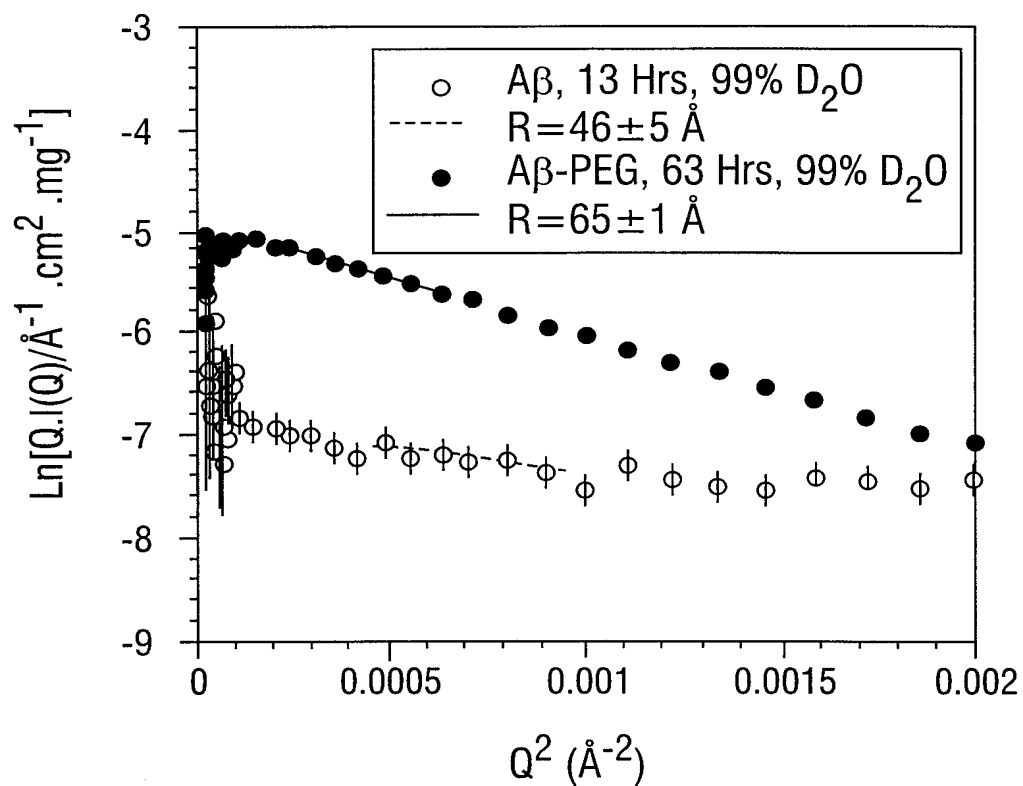 -3
-4
-5
-6
-7
-8
-9
Ln[Q.I(Q)/Å⁻¹ .cm² .mg⁻¹]
Aβ, 13 Hrs, 99% D₂O
R=46±5 Å
Aβ-PEG, 63 Hrs, 99% D₂O
R=65±1 Å
0 0.0005 0.001 0.0015 0.002
Q² (Å⁻²)